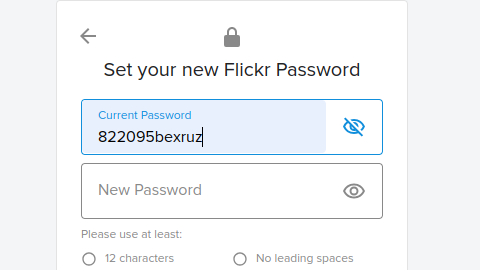 Set your new Flickr Password
Current Password
822095bexruz
New Password
Please use at least:
12 characters
No leading spaces